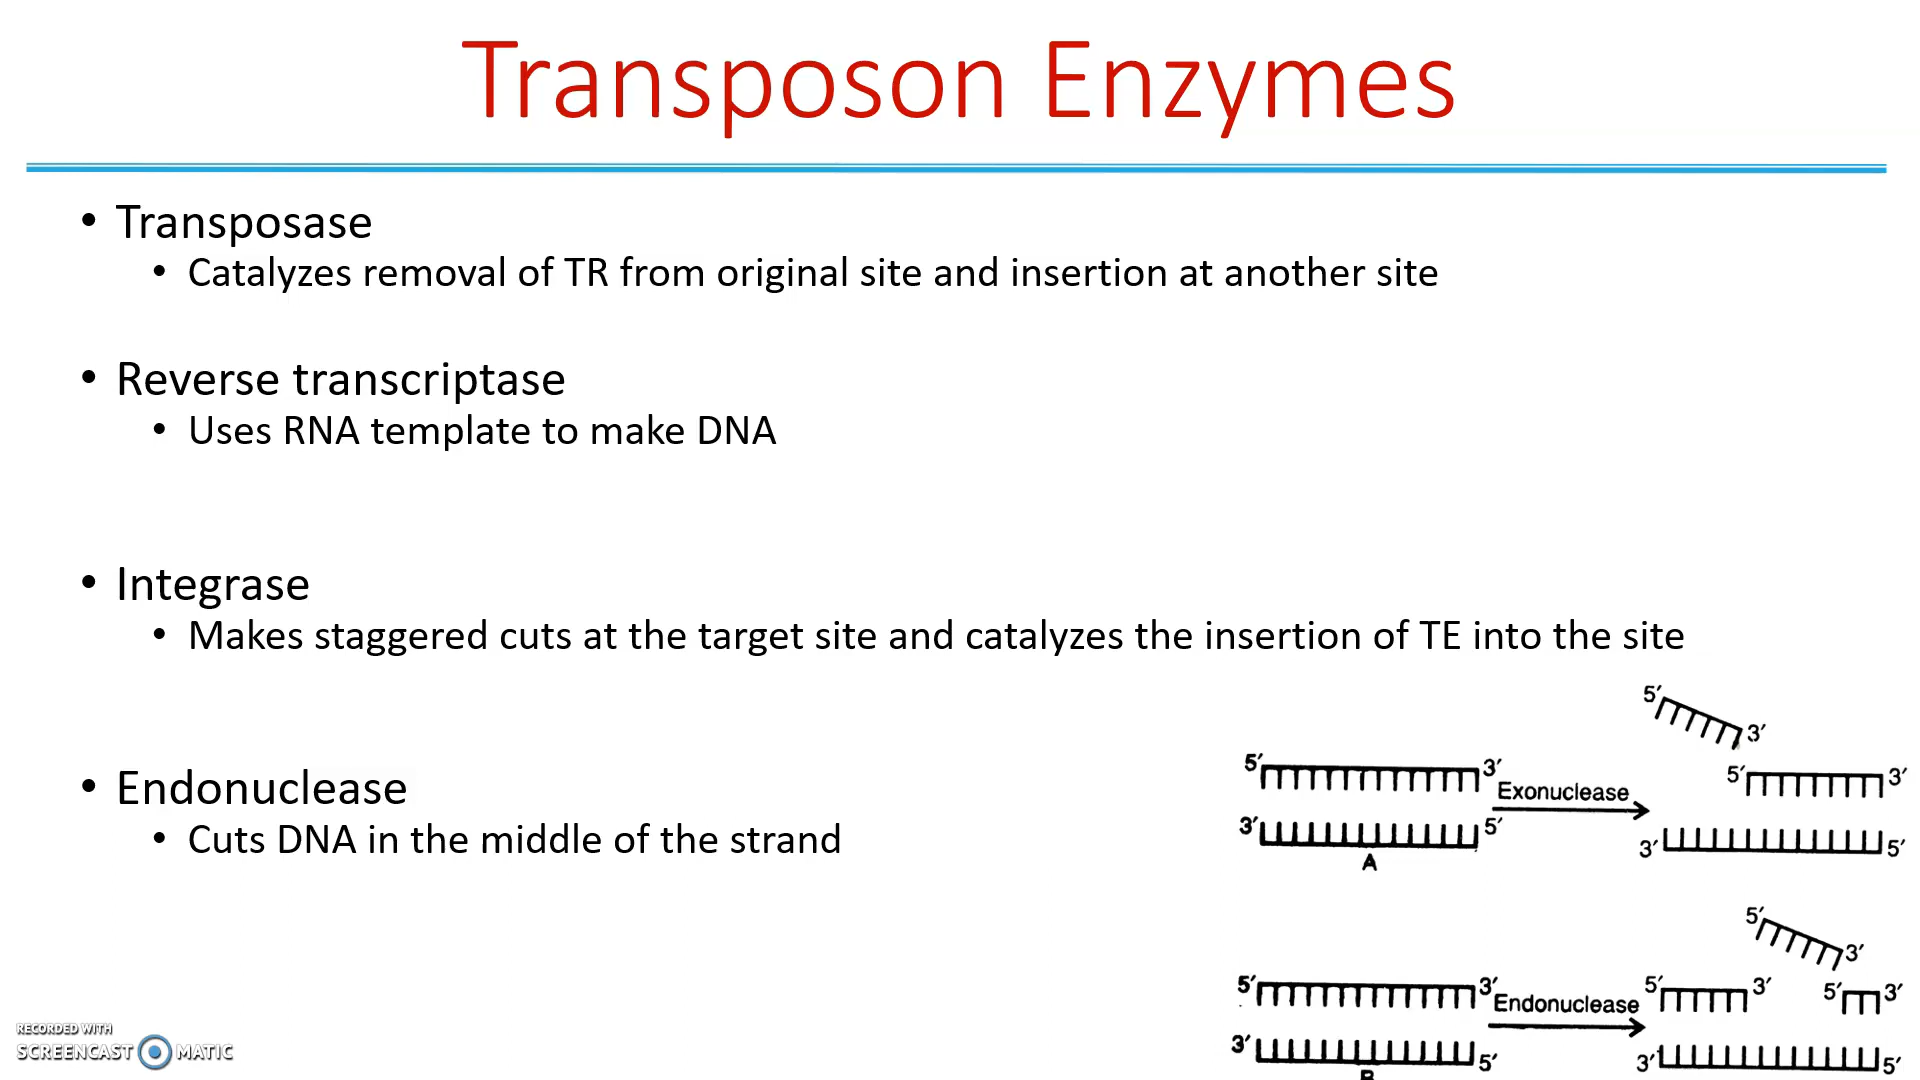 Transposon Enzymes
• Transposase
• Catalyzes removal of TR from original site and insertion at another site
• Reverse transcriptase
• Uses RNA template to make DNA
• Integrase
• Makes staggered cuts at the target site and catalyzes the insertion of TE into the site
• Endonuclease
• Cuts DNA in the middle of the strand
5′ 3′
5′ 3′ Exonuclease 5′ 3′
3′ 5′ 3′ 5′
A
5′ 3′
5′ 3′ Endonuclease 5′ 3′ 5′ 3′
3′ 5′ 3′ 5′
B
RECORDED WITH
SCREENCAST MATIC